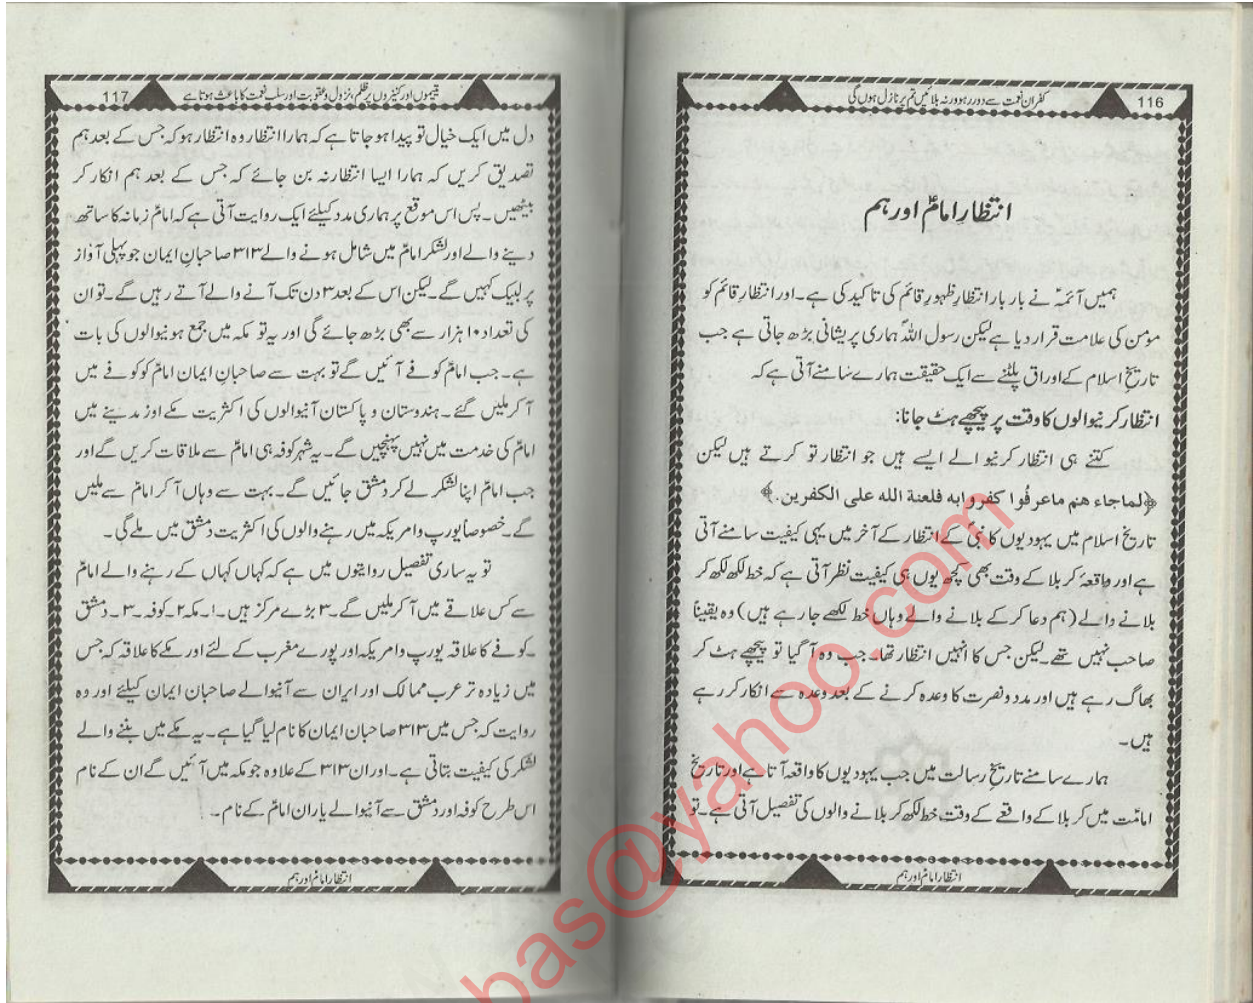 116
کفران نعمت سے دور رہو ورنہ بلائیں تم پر نازل ہوں گی
انتظارِ امامؑ اور ہم
ہمیں آئمہؑ نے بار بار انتظارِ ظہورِ قائم کی تاکید کی ہے۔ اور انتظارِ قائم کو
مؤمن کی علامت قرار دیا ہے لیکن رسول اللہؐ ہماری پریشانی بڑھ جاتی ہے جب
تاریخِ اسلام کے اوراق پلٹنے سے ایک حقیقت ہمارے سامنے آتی ہے کہ
انتظار کرنیوالوں کا وقت پر پیچھے ہٹ جانا:
کتنے ہی انتظار کرنیوالے ایسے ہیں جو انتظار تو کرتے ہیں لیکن
﴿لما جاء هم ماعرفُوا كفروابه فلعنة الله على الكفرين.﴾
تاریخ اسلام میں یہودیوں کا نبیؐ کے انتظار کے آخر میں یہی کیفیت سامنے آتی
ہے اور واقعۂ کربلا کے وقت بھی کچھ یوں ہی کیفیت نظر آتی ہے کہ خط لکھ لکھ کر
بلانے والے (ہم دعا کر کے بلانے والے وہاں خط لکھے جا رہے ہیں) وہ یقیناً
صاحب نہیں تھے۔ لیکن جس کا انہیں انتظار تھا۔ جب وہ آ گیا تو پیچھے ہٹ کر
بھاگ رہے ہیں اور مدد و نصرت کا وعدہ کرنے کے بعد وعدہ سے انکار کر رہے
ہیں۔
ہمارے سامنے تاریخِ رسالت میں جب یہودیوں کا واقعہ آتا ہے اور تاریخ
امامت میں کربلا کے واقعے کے وقت خط لکھ کر بلانے والوں کی تفصیل آتی ہے۔ تو
انتظار امامؑ اور ہم
117
یتیموں اور کنیزوں پر ظلم، نزول و عقوبت اور سلب نعمت کا باعث ہوتا ہے
دل میں ایک خیال تو پیدا ہو جاتا ہے کہ ہمارا انتظار وہ انتظار ہو کہ جس کے بعد ہم
تصدیق کریں کہ ہمارا ایسا انتظار نہ بن جائے کہ جس کے بعد ہم انکار کر
بیٹھیں۔ پس اس موقع پر ہماری مدد کیلئے ایک روایت آتی ہے کہ امامؑ زمانہ کا ساتھ
دینے والے اور لشکر امامؑ میں شامل ہونے والے ۳۱۳ صاحبانِ ایمان جو پہلی آواز
پر لبیک کہیں گے۔ لیکن اس کے بعد ۳ دن تک آنے والے آتے رہیں گے۔ تو ان
کی تعداد ۱۰ ہزار سے بھی بڑھ جائے گی اور یہ تو مکہ میں جمع ہونیوالوں کی بات
ہے۔ جب امامؑ کوفے آئیں گے تو بہت سے صاحبانِ ایمان امامؑ کو کوفے میں
آ کر ملیں گئے۔ ہندوستان و پاکستان آنیوالوں کی اکثریت مکے اور مدینے میں
امامؑ کی خدمت میں نہیں پہنچیں گے۔ یہ شہر کوفہ ہی امامؑ سے ملاقات کریں گے اور
جب امامؑ اپنا لشکر لے کر دمشق جائیں گے۔ بہت سے وہاں آ کر امامؑ سے ملیں
گے۔ خصوصاً یورپ و امریکہ میں رہنے والوں کی اکثریت دمشق میں ملے گی۔
تو یہ ساری تفصیل روایتوں میں ہے کہ کہاں کہاں کے رہنے والے امامؑ
سے کس علاقے میں آ کر ملیں گے۔ ۳ بڑے مرکز ہیں۔ ۱۔ مکہ ۲۔ کوفہ۔ ۳۔ دمشق
۔ کوفے کا علاقہ یورپ و امریکہ اور پورے مغرب کے لئے اور مکے کا علاقہ کہ جس
میں زیادہ تر عرب ممالک اور ایران سے آنیوالے صاحبان ایمان کیلئے اور وہ
روایت کہ جس میں ۳۱۳ صاحبان ایمان کا نام لیا گیا ہے۔ یہ مکے میں بننے والے
لشکر کی کیفیت بتاتی ہے۔ اور ان ۳۱۳ کے علاوہ جو مکہ میں آئیں گے ان کے نام
اس طرح کوفہ اور دمشق سے آنیوالے یاران امامؑ کے نام۔
انتظار امامؑ اور ہم
bas@yahoo.com